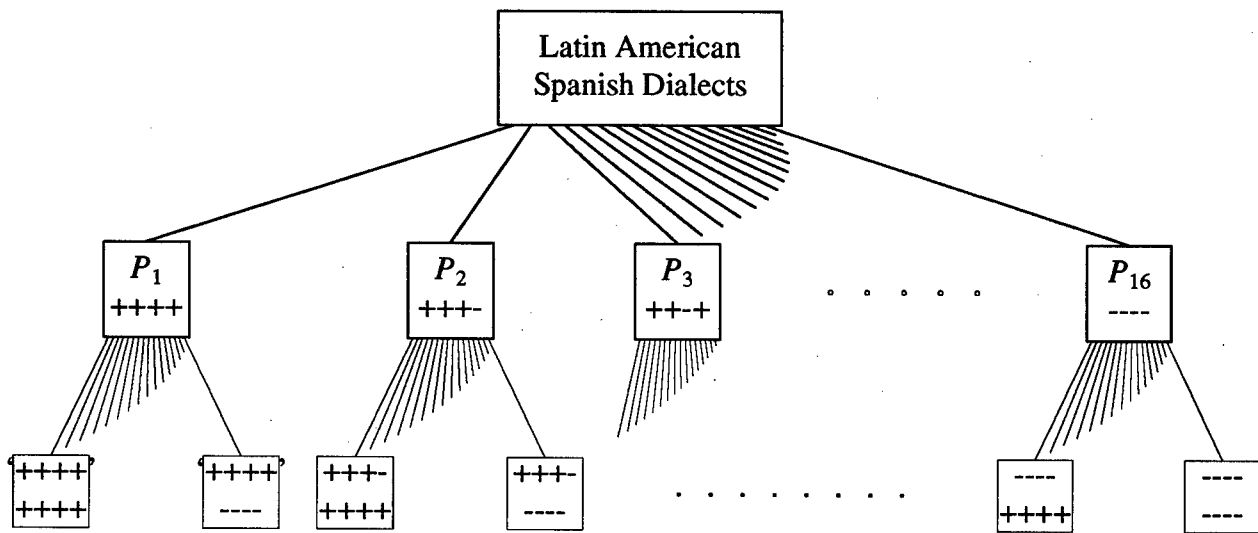 Latin American
Spanish Dialects
P1
++++
P2
+++-
P3
++-+
P16
----
++++
++++
++++
----
+++-
++++
+++-
----
----
++++
----
----